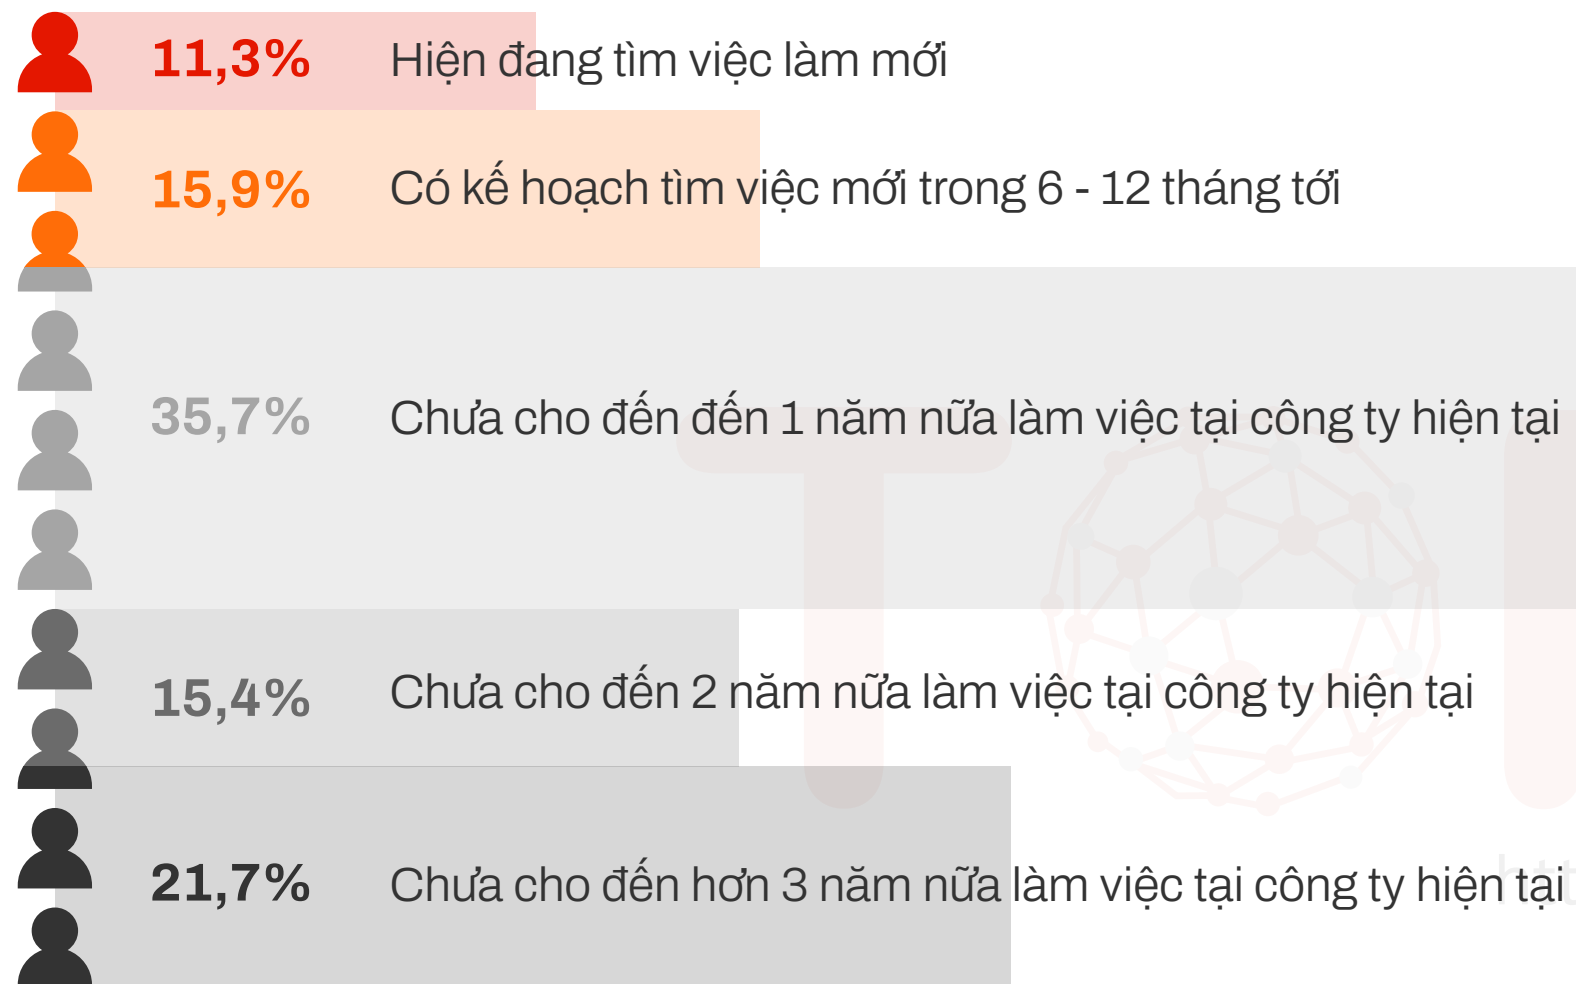 11,3% Hiện đang tìm việc làm mới
15,9% Có kế hoạch tìm việc mới trong 6 - 12 tháng tới
35,7% Chưa cho đến đến 1 năm nữa làm việc tại công ty hiện tại
15,4% Chưa cho đến 2 năm nữa làm việc tại công ty hiện tại
21,7% Chưa cho đến hơn 3 năm nữa làm việc tại công ty hiện tại